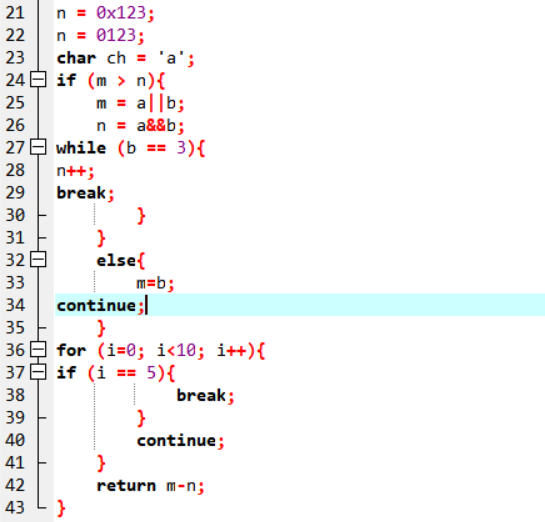 21 n = 0x123;
22 n = 0123;
23 char ch = 'a';
24 if (m > n){
25     m = a||b;
26     n = a&&b;
27 while (b == 3){
28 n++;
29 break;
30         }
31     }
32     else{
33         m=b;
34 continue;
35     }
36 for (i=0; i<10; i++){
37 if (i == 5){
38             break;
39         }
40         continue;
41     }
42     return m-n;
43 }